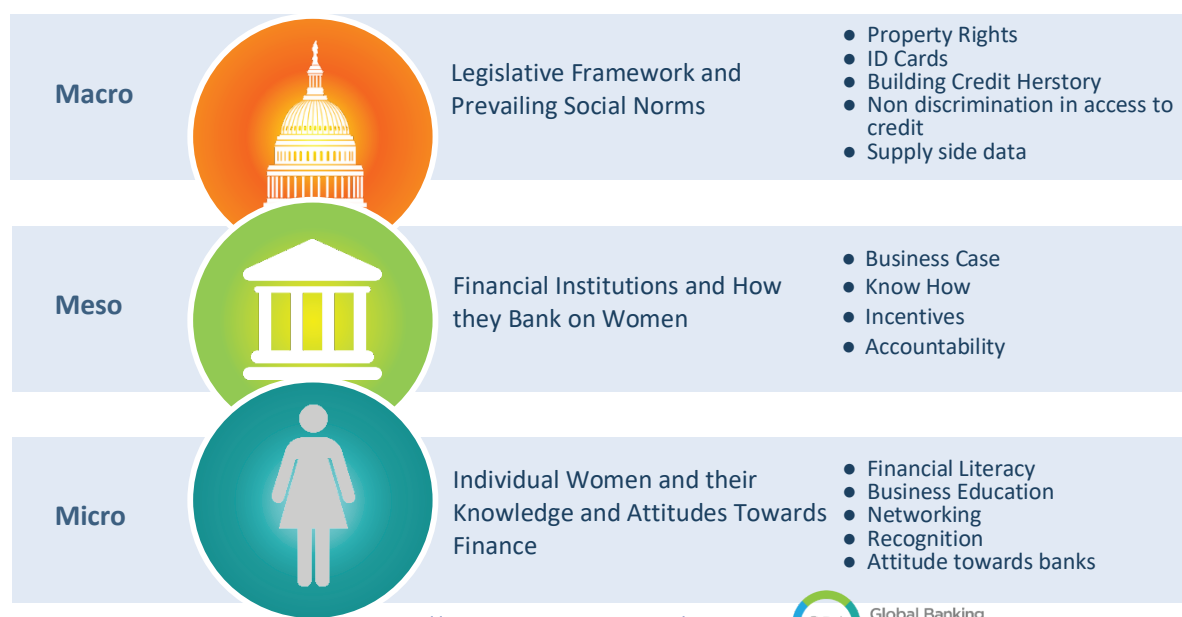 Macro
Legislative Framework and
Prevailing Social Norms
● Property Rights
● ID Cards
● Building Credit Herstory
● Non discrimination in access to
credit
● Supply side data
Meso
Financial Institutions and How
they Bank on Women
● Business Case
● Know How
● Incentives
● Accountability
Micro
Individual Women and their
Knowledge and Attitudes Towards
Finance
● Financial Literacy
● Business Education
● Networking
● Recognition
● Attitude towards banks
Global Banking